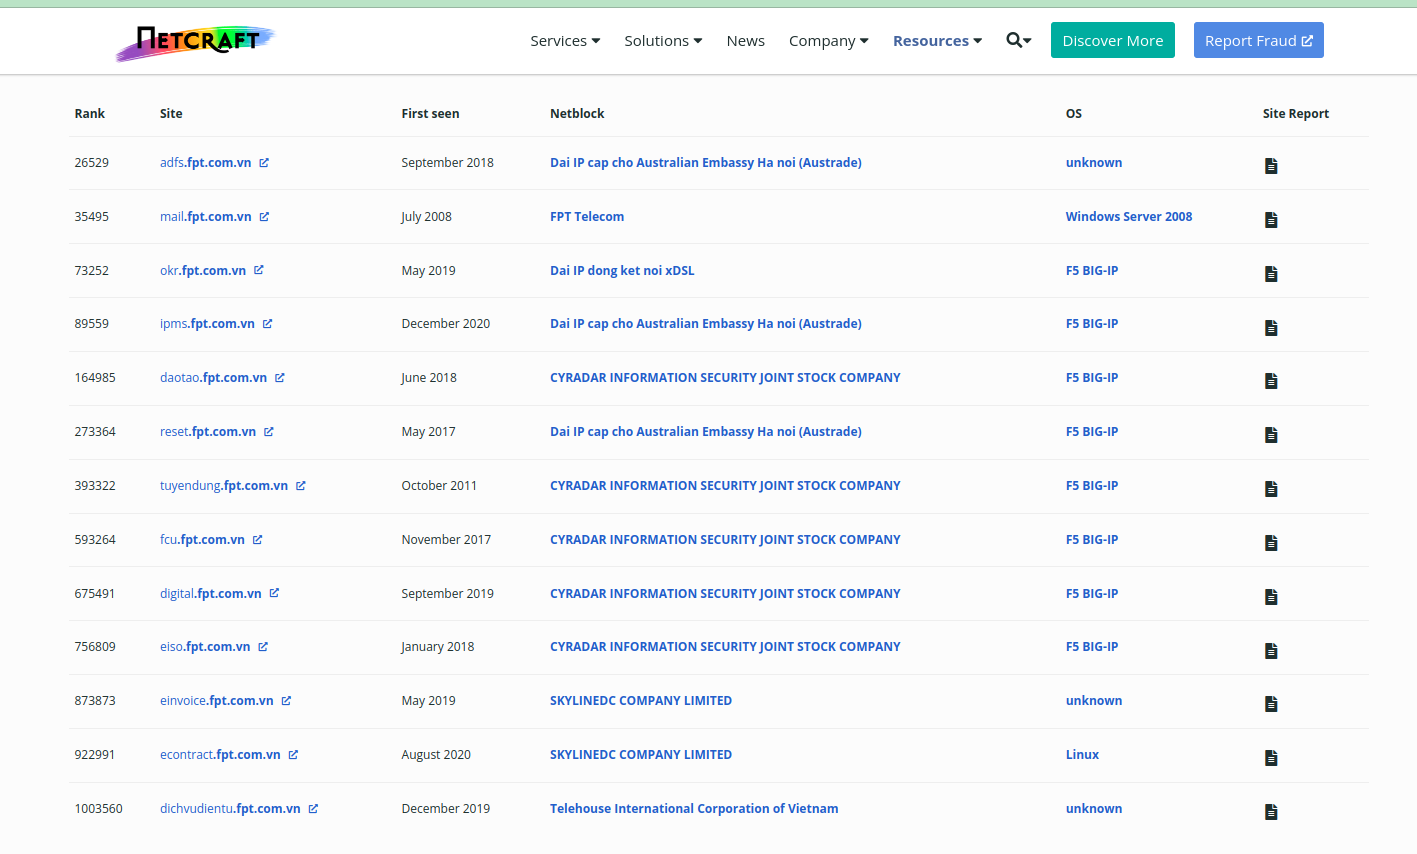 NETCRAFT Services Solutions News Company Resources Discover More Report Fraud
Rank Site First seen Netblock OS Site Report
26529 adfs.fpt.com.vn September 2018 Dai IP cap cho Australian Embassy Ha noi (Austrade) unknown
35495 mail.fpt.com.vn July 2008 FPT Telecom Windows Server 2008
73252 okr.fpt.com.vn May 2019 Dai IP dong ket noi xDSL F5 BIG-IP
89559 ipms.fpt.com.vn December 2020 Dai IP cap cho Australian Embassy Ha noi (Austrade) F5 BIG-IP
164985 daotao.fpt.com.vn June 2018 CYRADAR INFORMATION SECURITY JOINT STOCK COMPANY F5 BIG-IP
273364 reset.fpt.com.vn May 2017 Dai IP cap cho Australian Embassy Ha noi (Austrade) F5 BIG-IP
393322 tuyendung.fpt.com.vn October 2011 CYRADAR INFORMATION SECURITY JOINT STOCK COMPANY F5 BIG-IP
593264 fcu.fpt.com.vn November 2017 CYRADAR INFORMATION SECURITY JOINT STOCK COMPANY F5 BIG-IP
675491 digital.fpt.com.vn September 2019 CYRADAR INFORMATION SECURITY JOINT STOCK COMPANY F5 BIG-IP
756809 eiso.fpt.com.vn January 2018 CYRADAR INFORMATION SECURITY JOINT STOCK COMPANY F5 BIG-IP
873873 einvoice.fpt.com.vn May 2019 SKYLINEDC COMPANY LIMITED unknown
922991 econtract.fpt.com.vn August 2020 SKYLINEDC COMPANY LIMITED Linux
1003560 dichvudientu.fpt.com.vn December 2019 Telehouse International Corporation of Vietnam unknown